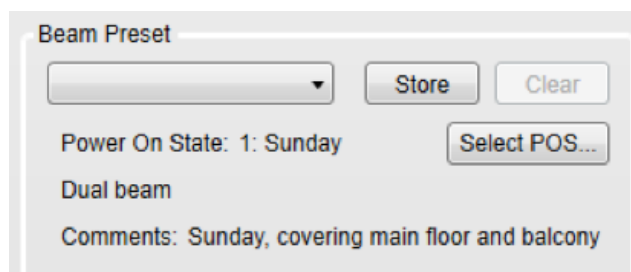 Beam Preset
Store Clear
Power On State: 1: Sunday Select POS...
Dual beam
Comments: Sunday, covering main floor and balcony